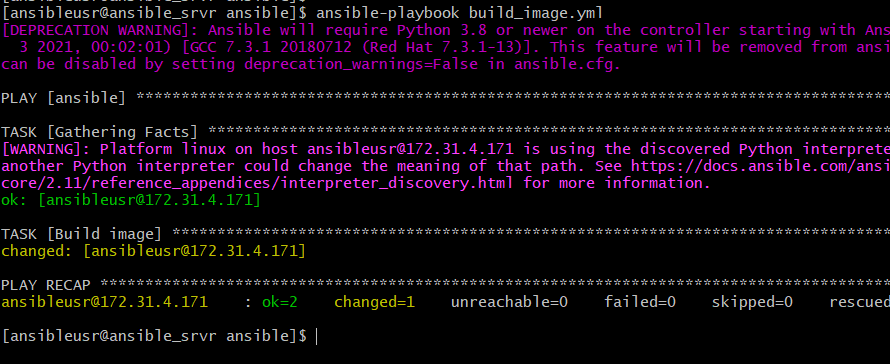 [ansibleusr@ansible_srvr ansible]$
[ansibleusr@ansible_srvr ansible]$ ansible-playbook build_image.yml
[DEPRECATION WARNING]: Ansible will require Python 3.8 or newer on the controller starting with Ans
3 2021, 00:02:01) [GCC 7.3.1 20180712 (Red Hat 7.3.1-13)]. This feature will be removed from ansi
can be disabled by setting deprecation_warnings=False in ansible.cfg.
PLAY [ansible] ************************************************************************************
TASK [Gathering Facts] ****************************************************************************
[WARNING]: Platform linux on host ansibleusr@172.31.4.171 is using the discovered Python interprete
another Python interpreter could change the meaning of that path. See https://docs.ansible.com/ansi
core/2.11/reference_appendices/interpreter_discovery.html for more information.
ok: [ansibleusr@172.31.4.171]
TASK [Build image] ********************************************************************************
changed: [ansibleusr@172.31.4.171]
PLAY RECAP ****************************************************************************************
ansibleusr@172.31.4.171    : ok=2    changed=1    unreachable=0    failed=0    skipped=0    rescued
[ansibleusr@ansible_srvr ansible]$